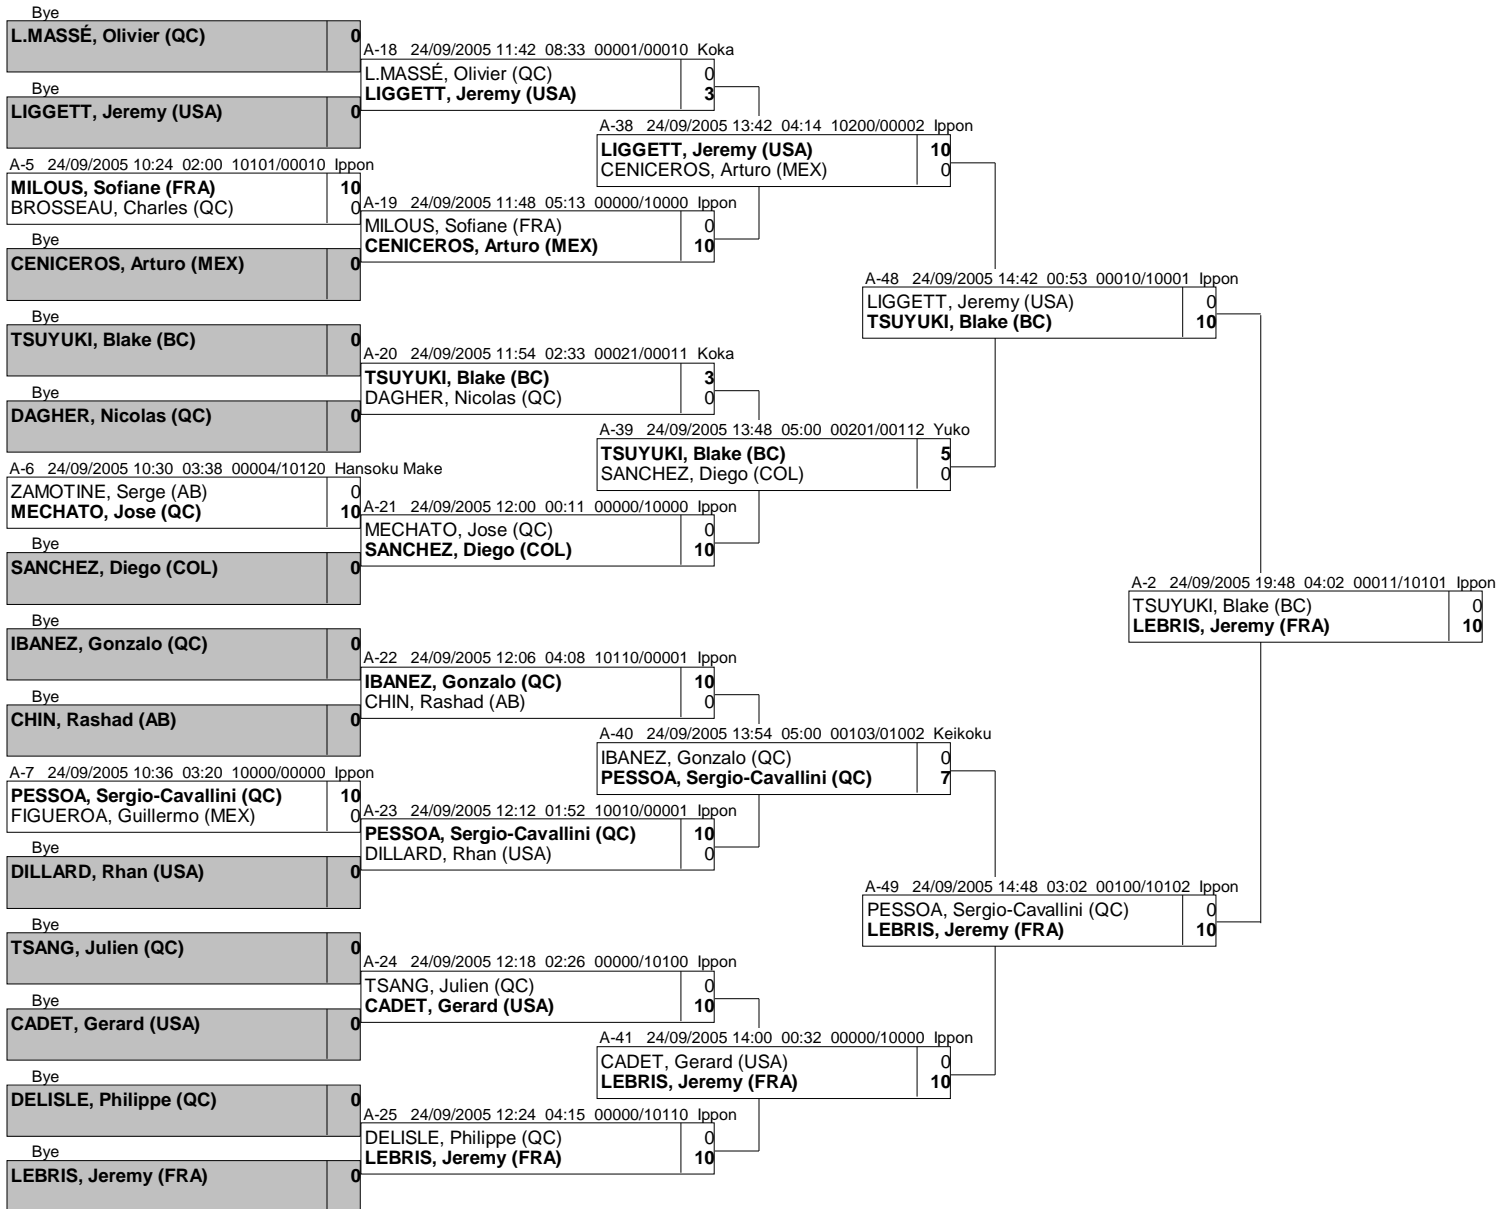 Bye
L.MASSÉ, Olivier (QC) 0
Bye
LIGGETT, Jeremy (USA) 0
A-5 24/09/2005 10:24 02:00 10101/00010 Ippon
MILOUS, Sofiane (FRA) 10
BROSSEAU, Charles (QC) 0
Bye
CENICEROS, Arturo (MEX) 0
Bye
TSUYUKI, Blake (BC) 0
Bye
DAGHER, Nicolas (QC) 0
A-6 24/09/2005 10:30 03:38 00004/10120 Hansoku Make
ZAMOTINE, Serge (AB) 0
MECHATO, Jose (QC) 10
Bye
SANCHEZ, Diego (COL) 0
Bye
IBANEZ, Gonzalo (QC) 0
Bye
CHIN, Rashad (AB) 0
A-7 24/09/2005 10:36 03:20 10000/00000 Ippon
PESSOA, Sergio-Cavallini (QC) 10
FIGUEROA, Guillermo (MEX) 0
Bye
DILLARD, Rhan (USA) 0
Bye
TSANG, Julien (QC) 0
Bye
CADET, Gerard (USA) 0
Bye
DELISLE, Philippe (QC) 0
Bye
LEBRIS, Jeremy (FRA) 0
A-18 24/09/2005 11:42 08:33 00001/00010 Koka
L.MASSÉ, Olivier (QC) 0
LIGGETT, Jeremy (USA) 3
A-19 24/09/2005 11:48 05:13 00000/10000 Ippon
MILOUS, Sofiane (FRA) 0
CENICEROS, Arturo (MEX) 10
A-20 24/09/2005 11:54 02:33 00021/00011 Koka
TSUYUKI, Blake (BC) 3
DAGHER, Nicolas (QC) 0
A-21 24/09/2005 12:00 00:11 00000/10000 Ippon
MECHATO, Jose (QC) 0
SANCHEZ, Diego (COL) 10
A-22 24/09/2005 12:06 04:08 10110/00001 Ippon
IBANEZ, Gonzalo (QC) 10
CHIN, Rashad (AB) 0
A-23 24/09/2005 12:12 01:52 10010/00001 Ippon
PESSOA, Sergio-Cavallini (QC) 10
DILLARD, Rhan (USA) 0
A-24 24/09/2005 12:18 02:26 00000/10100 Ippon
TSANG, Julien (QC) 0
CADET, Gerard (USA) 10
A-25 24/09/2005 12:24 04:15 00000/10110 Ippon
DELISLE, Philippe (QC) 0
LEBRIS, Jeremy (FRA) 10
A-38 24/09/2005 13:42 04:14 10200/00002 Ippon
LIGGETT, Jeremy (USA) 10
CENICEROS, Arturo (MEX) 0
A-39 24/09/2005 13:48 05:00 00201/00112 Yuko
TSUYUKI, Blake (BC) 5
SANCHEZ, Diego (COL) 0
A-40 24/09/2005 13:54 05:00 00103/01002 Keikoku
IBANEZ, Gonzalo (QC) 0
PESSOA, Sergio-Cavallini (QC) 7
A-41 24/09/2005 14:00 00:32 00000/10000 Ippon
CADET, Gerard (USA) 0
LEBRIS, Jeremy (FRA) 10
A-48 24/09/2005 14:42 00:53 00010/10001 Ippon
LIGGETT, Jeremy (USA) 0
TSUYUKI, Blake (BC) 10
A-49 24/09/2005 14:48 03:02 00100/10102 Ippon
PESSOA, Sergio-Cavallini (QC) 0
LEBRIS, Jeremy (FRA) 10
A-2 24/09/2005 19:48 04:02 00011/10101 Ippon
TSUYUKI, Blake (BC) 0
LEBRIS, Jeremy (FRA) 10